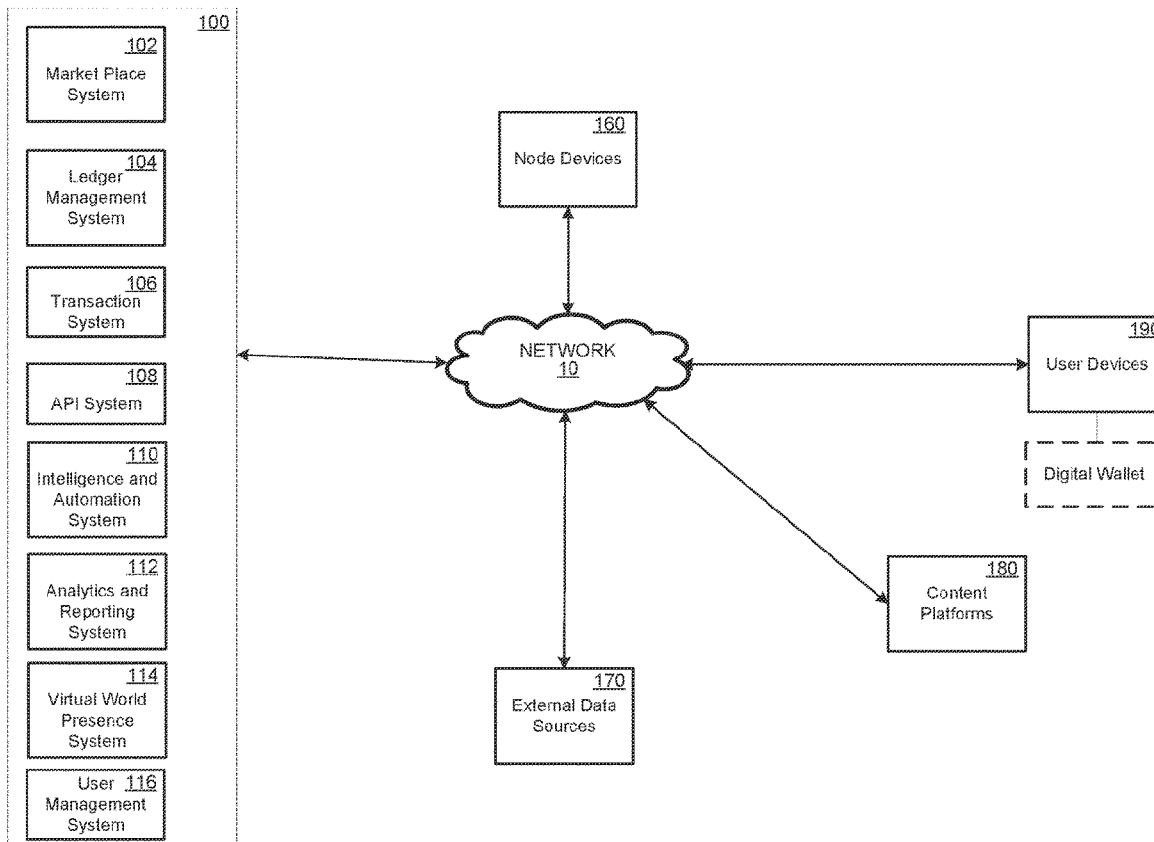 100
102
Market Place
System
104
Ledger
Management
System
106
Transaction
System
108
API System
110
Intelligence and
Automation
System
112
Analytics and
Reporting
System
114
Virtual World
Presence
System
User 116
Management
System
160
Node Devices
NETWORK
10
190
User Devices
Digital Wallet
180
Content
Platforms
170
External Data
Sources